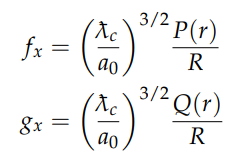 f_x = (ƛ_c / a_0)^{3/2} P(r) / R
g_x = (ƛ_c / a_0)^{3/2} Q(r) / R